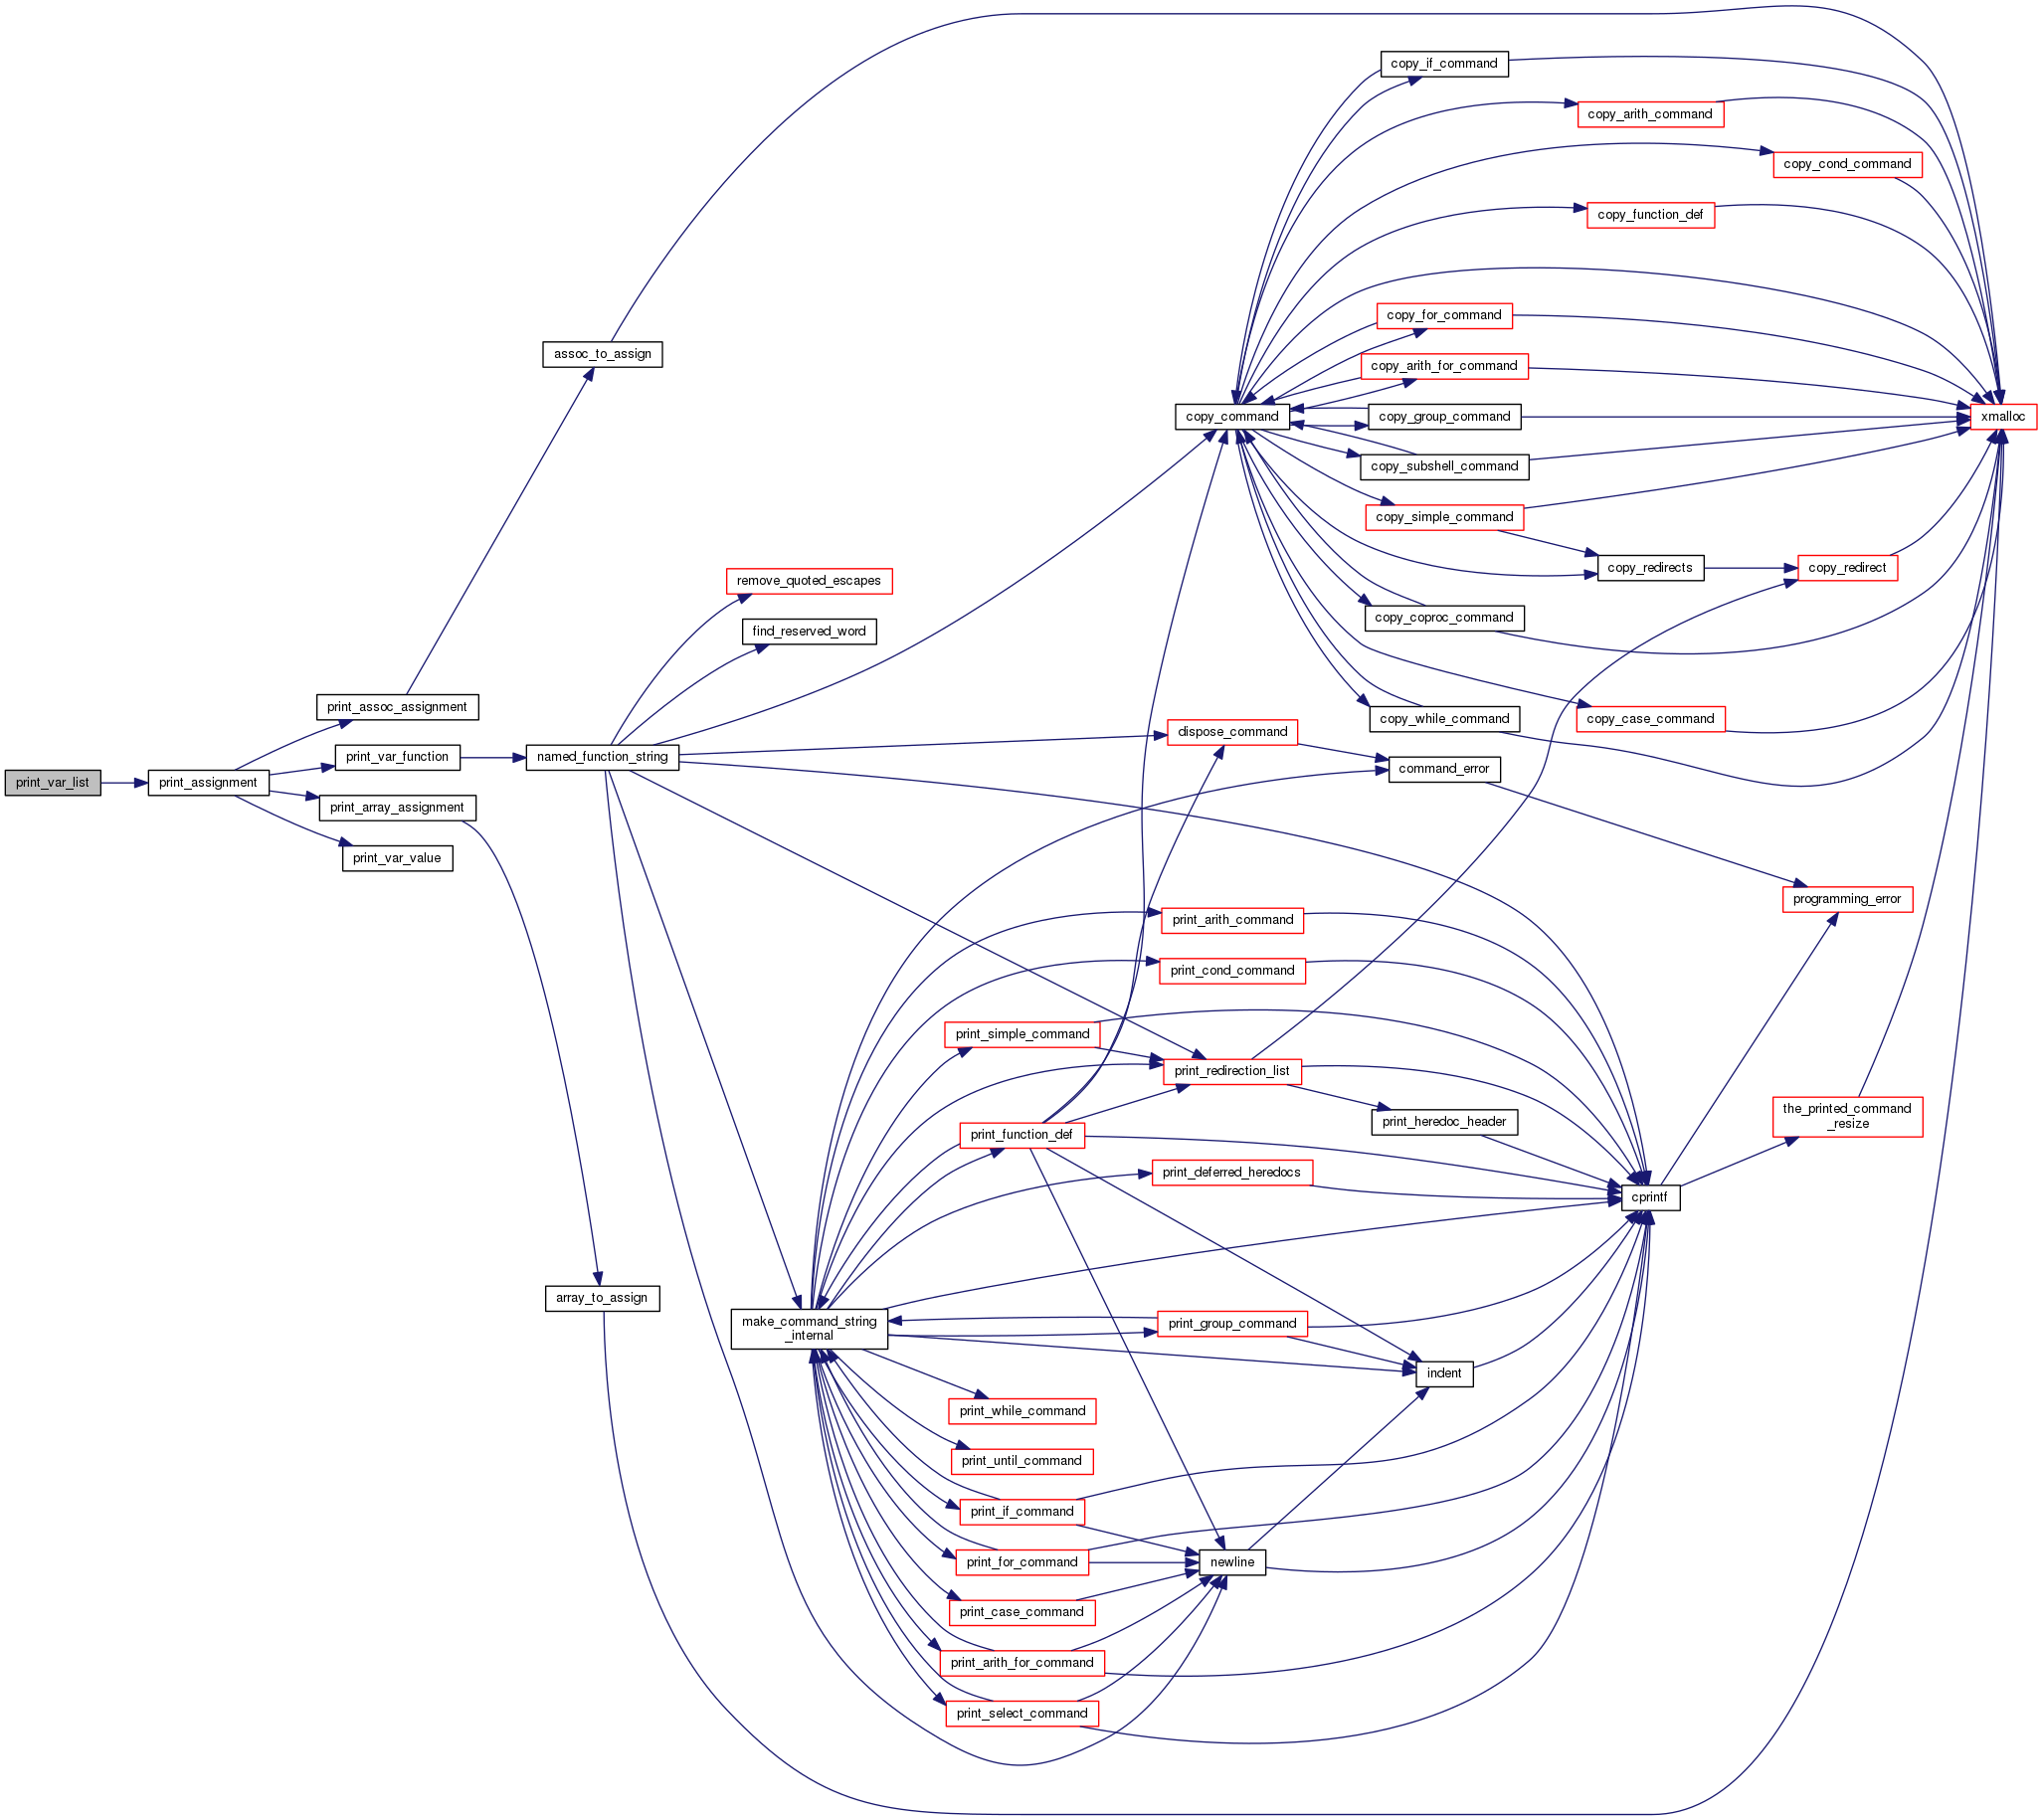 copy_if_command
copy_arith_command
copy_cond_command
copy_function_def
copy_for_command
assoc_to_assign
copy_arith_for_command
copy_command
copy_group_command
xmalloc
copy_subshell_command
copy_simple_command
copy_redirects
copy_redirect
remove_quoted_escapes
find_reserved_word
copy_coproc_command
print_assoc_assignment
copy_while_command
copy_case_command
dispose_command
print_var_function
named_function_string
command_error
print_var_list
print_assignment
print_array_assignment
print_var_value
programming_error
print_arith_command
print_cond_command
print_simple_command
print_redirection_list
print_heredoc_header
the_printed_command
_resize
print_function_def
print_deferred_heredocs
cprintf
array_to_assign
make_command_string
_internal
print_group_command
indent
print_while_command
print_until_command
print_if_command
print_for_command
newline
print_case_command
print_arith_for_command
print_select_command